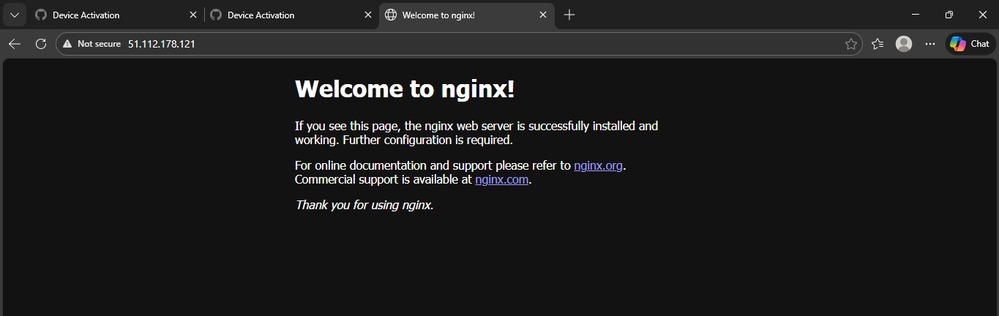 Device Activation
Device Activation
Welcome to nginx!
Not secure 51.112.178.121
Chat
Welcome to nginx!
If you see this page, the nginx web server is successfully installed and
working. Further configuration is required.
For online documentation and support please refer to nginx.org.
Commercial support is available at nginx.com.
Thank you for using nginx.